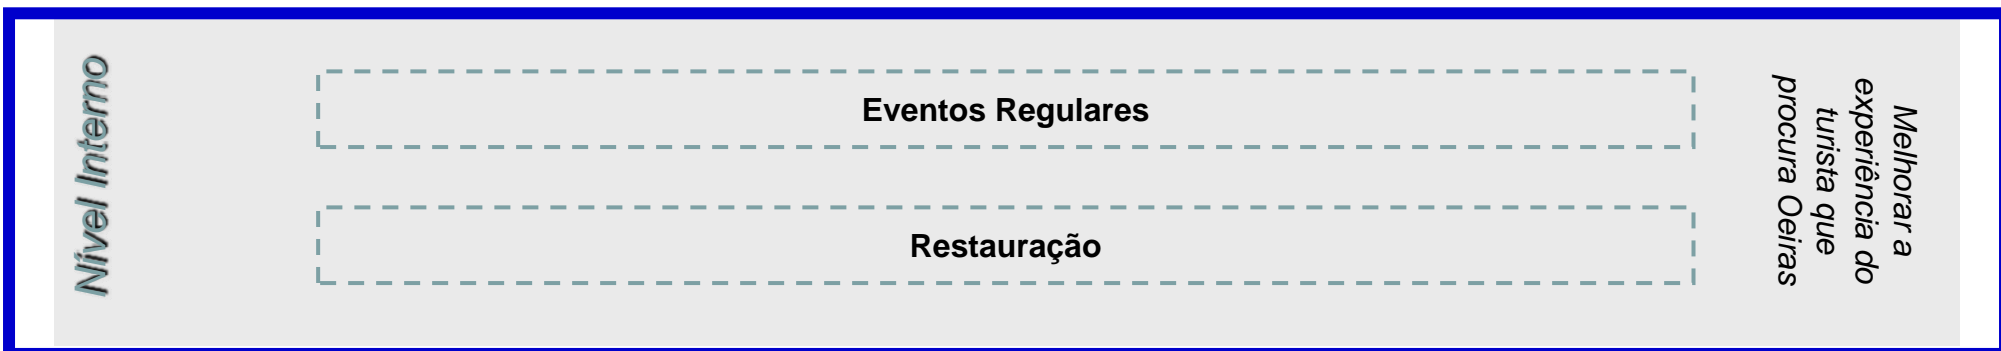 Nível Interno
Eventos Regulares
Restauração
Melhorar a
experiência do
turista que
procura Oeiras